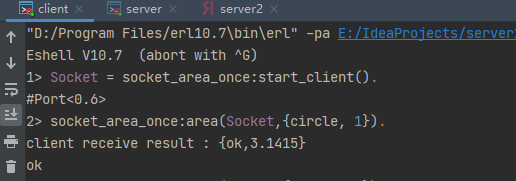 client server server2
"D:/Program Files/erl10.7\bin\erl" -pa E:/IdeaProjects/server
Eshell V10.7 (abort with ^G)
1> Socket = socket_area_once:start_client().
#Port<0.6>
2> socket_area_once:area(Socket,{circle, 1}).
client receive result : {ok,3.1415}
ok